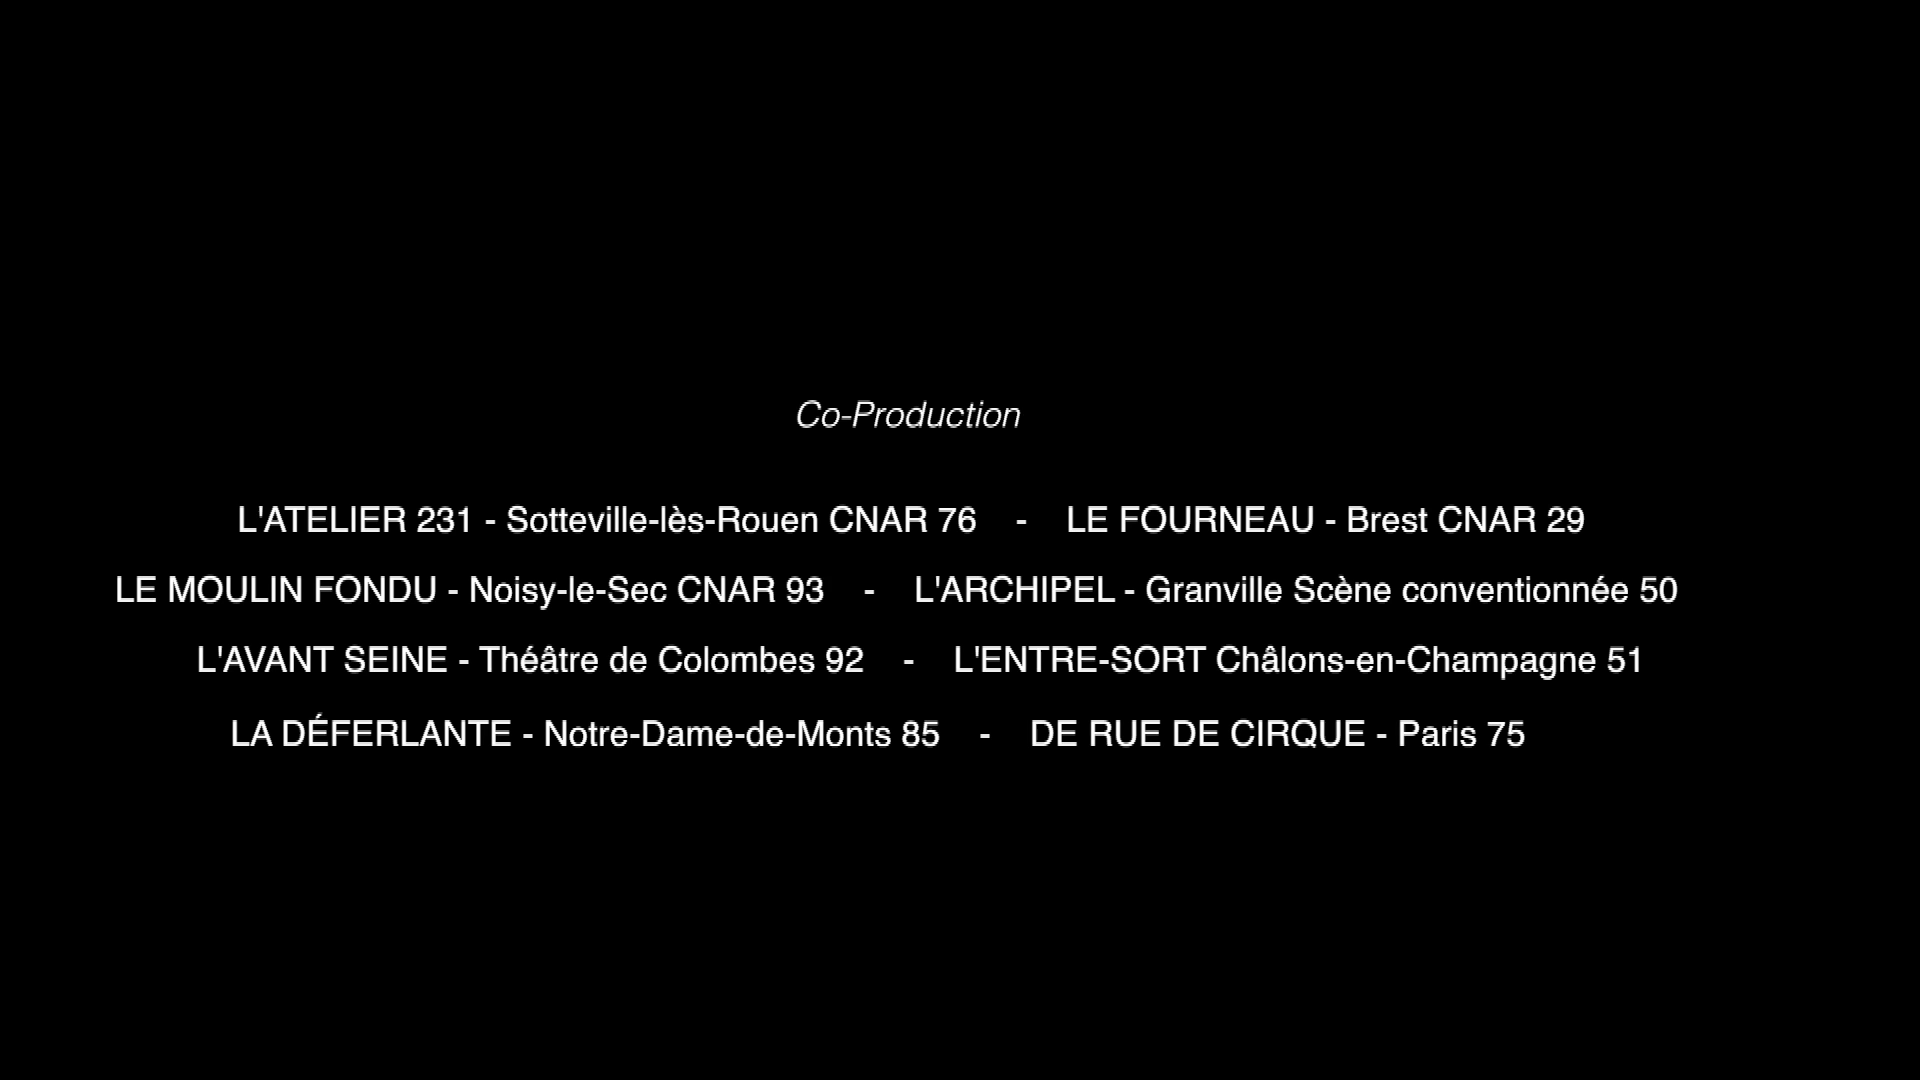 Co-Production
L'ATELIER 231 - Sotteville-lès-Rouen CNAR 76 - LE FOURNEAU - Brest CNAR 29
LE MOULIN FONDU - Noisy-le-Sec CNAR 93 - L'ARCHIPEL - Granville Scène conventionnée 50
L'AVANT SEINE - Théâtre de Colombes 92 - L'ENTRE-SORT Châlons-en-Champagne 51
LA DÉFERLANTE - Notre-Dame-de-Monts 85 - DE RUE DE CIRQUE - Paris 75